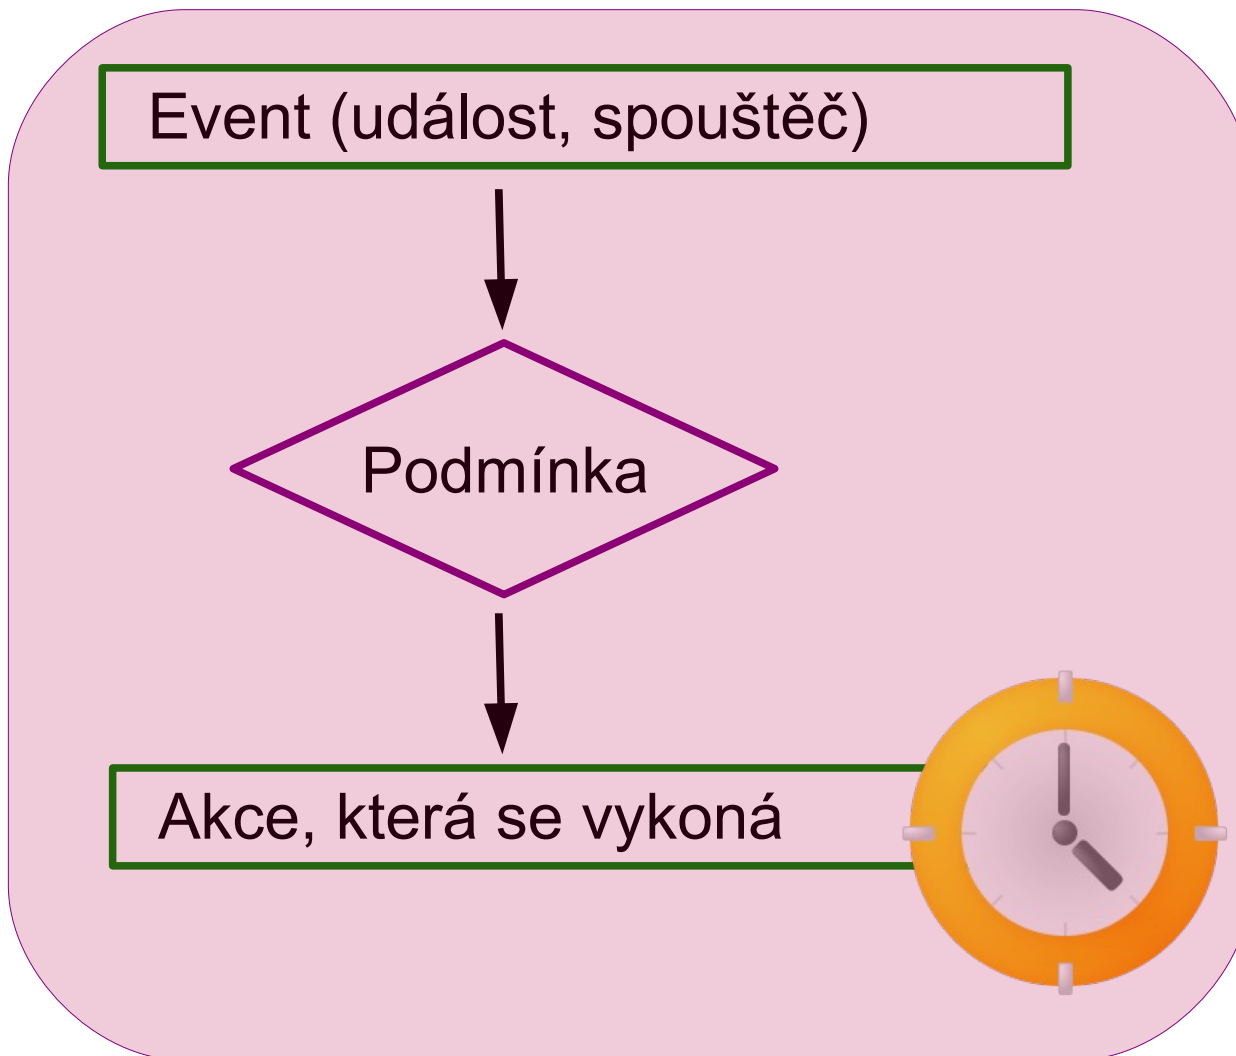 Event (událost, spouštěč)
Podmínka
Akce, která se vykoná